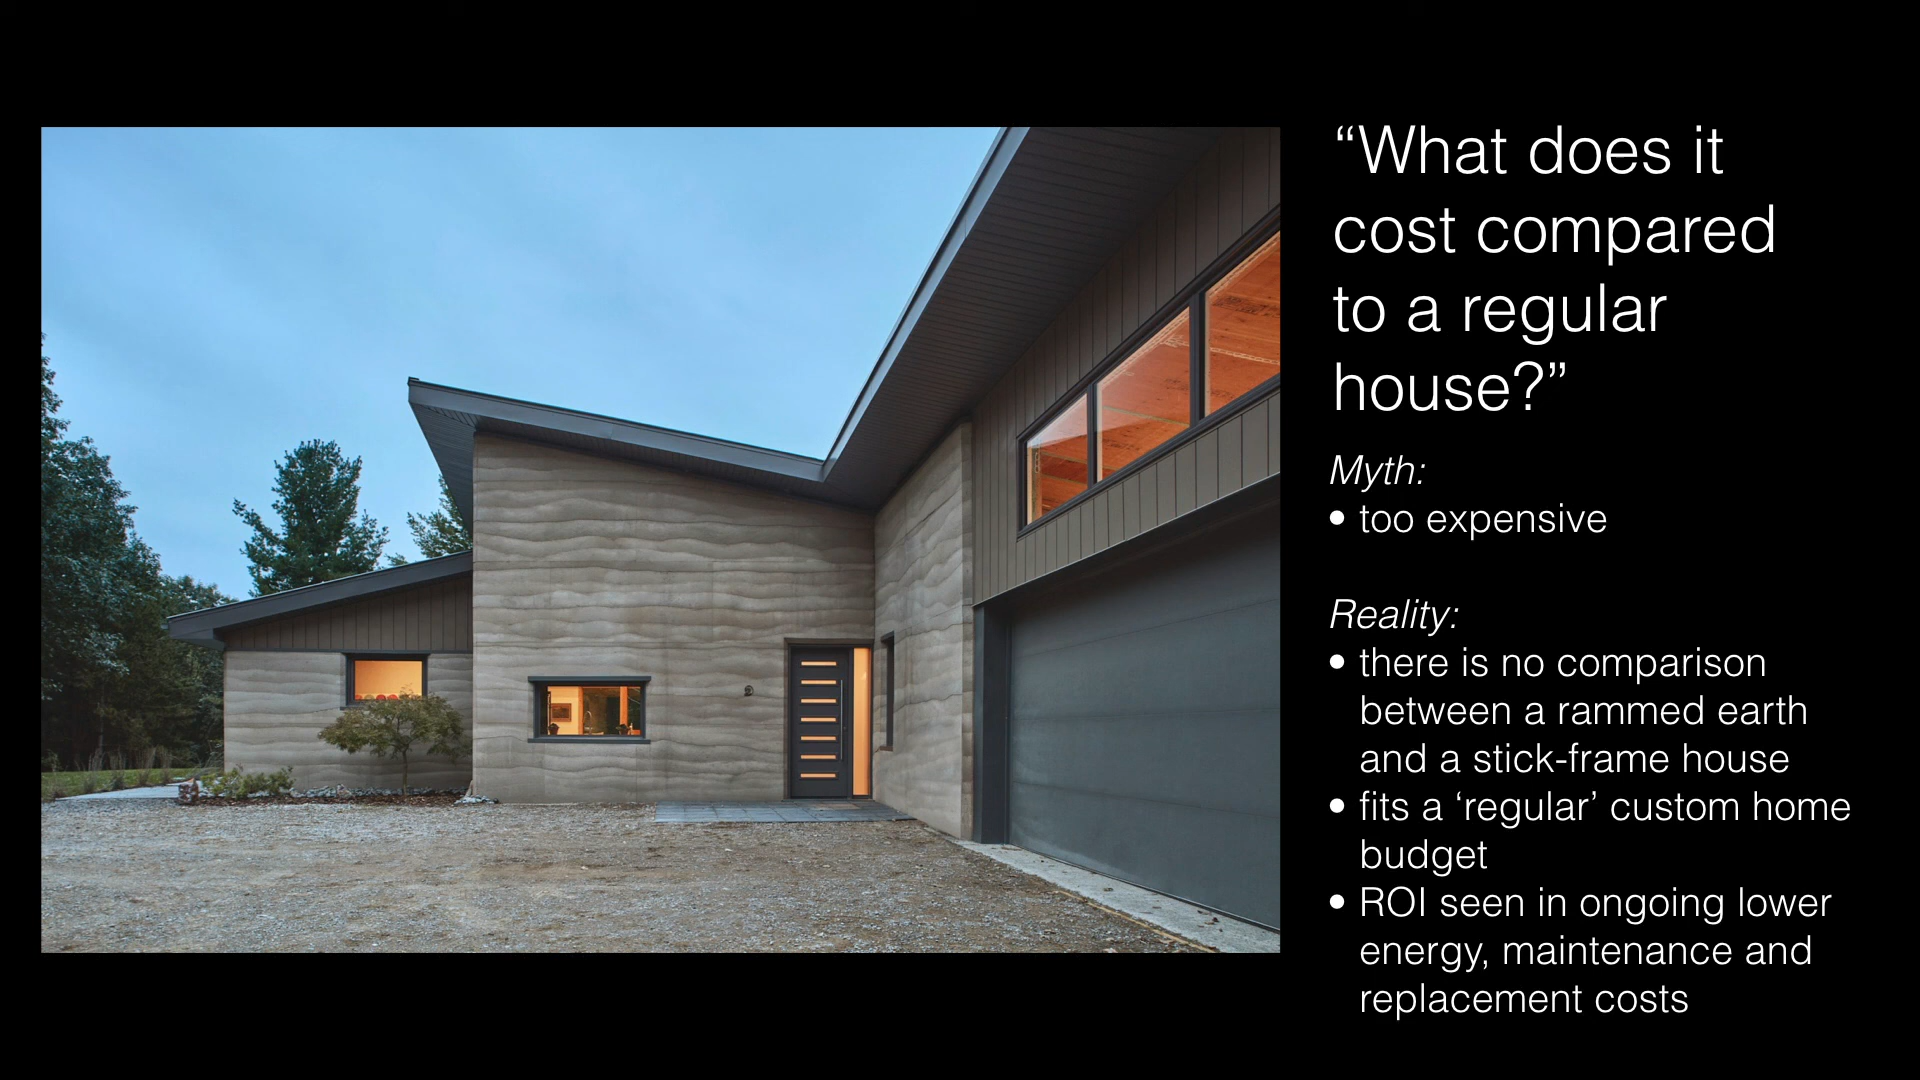 “What does it
cost compared
to a regular
house?”
Myth:
• too expensive
Reality:
• there is no comparison
between a rammed earth
and a stick-frame house
• fits a ‘regular’ custom home
budget
• ROI seen in ongoing lower
energy, maintenance and
replacement costs